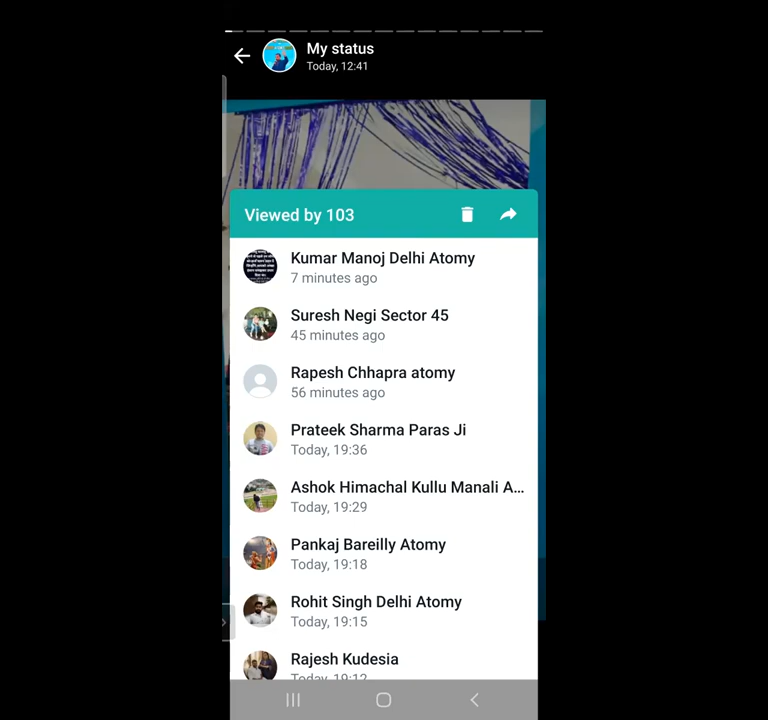 My status
Today, 12:41
Viewed by 103
Kumar Manoj Delhi Atomy
7 minutes ago
Suresh Negi Sector 45
45 minutes ago
Rapesh Chhapra atomy
56 minutes ago
Prateek Sharma Paras Ji
Today, 19:36
Ashok Himachal Kullu Manali A...
Today, 19:29
Pankaj Bareilly Atomy
Today, 19:18
Rohit Singh Delhi Atomy
Today, 19:15
Rajesh Kudesia
Today, 19:12